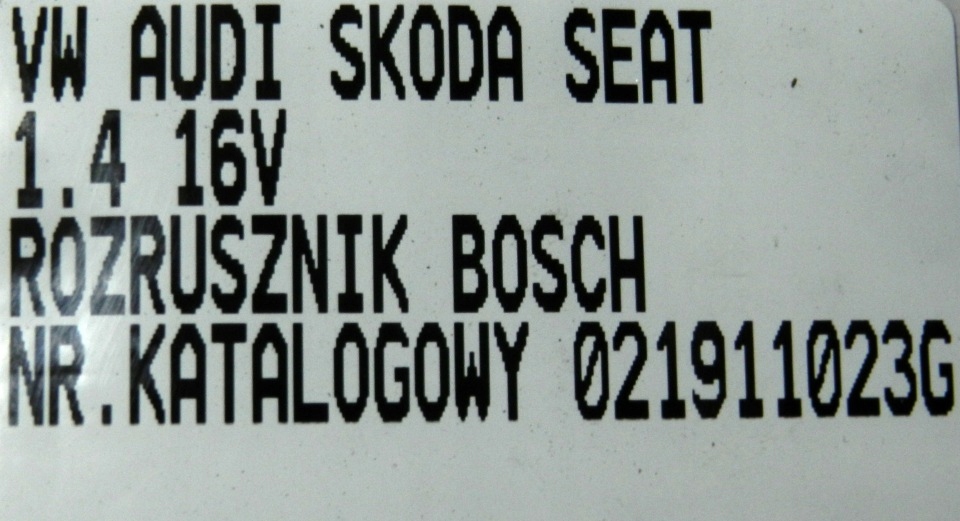 VW AUDI SKODA SEAT
1.4 16V
ROZRUSZNIK BOSCH
NR.KATALOGOWY 021911023G